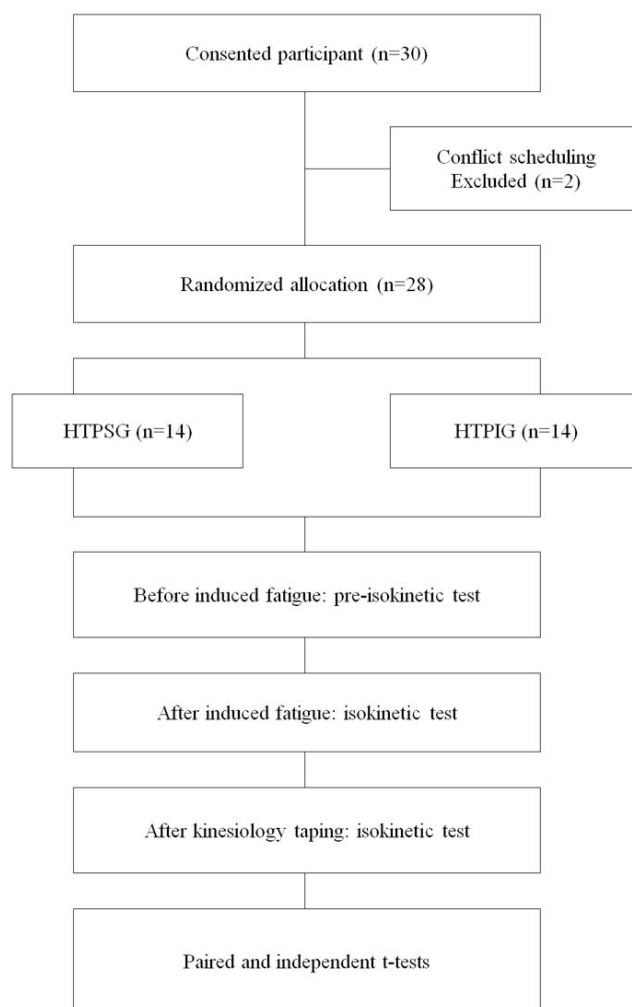 Consented participant (n=30)
Conflict scheduling
Excluded (n=2)
Randomized allocation (n=28)
HTPSG (n=14)
HTPIG (n=14)
Before induced fatigue: pre-isokinetic test
After induced fatigue: isokinetic test
After kinesiology taping: isokinetic test
Paired and independent t-tests